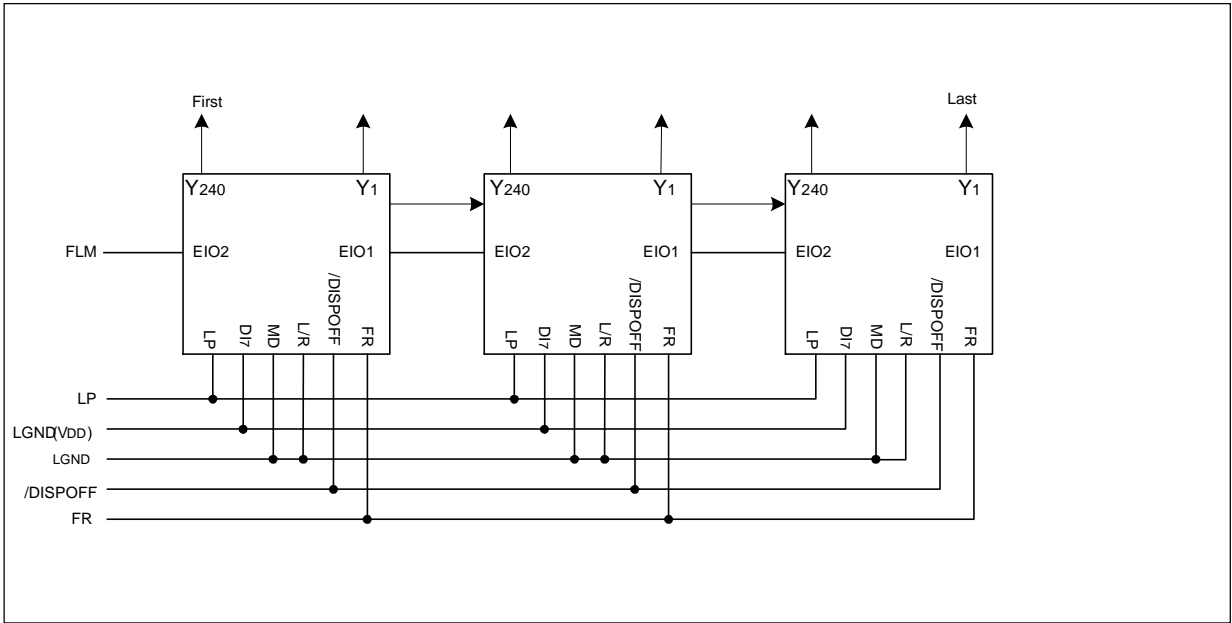 First Last
Y240 Y1 Y240 Y1 Y240 Y1
FLM EIO2 EIO1 EIO2 EIO1 EIO2 EIO1
LP DI7 MD L/R /DISPOFF FR LP DI7 MD L/R /DISPOFF FR LP DI7 MD L/R /DISPOFF FR
LP
LGND(VDD)
LGND
/DISPOFF
FR